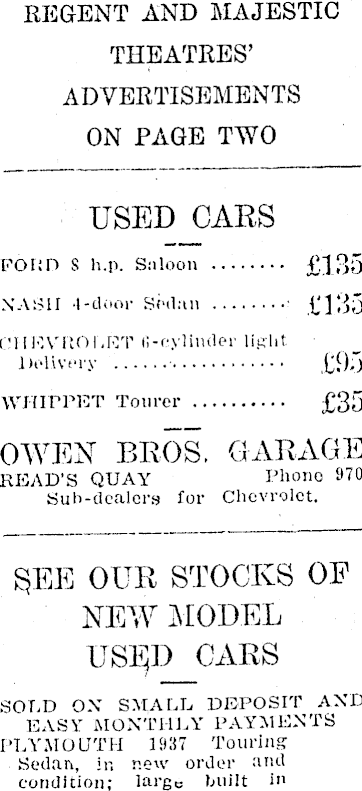 REGENT AND MAJESTIC
THEATRES'
ADVERTISEMENTS
ON PAGE TWO
USED CARS
FORD 8 h.p. Saloon ........ £135
NASH 4-door Sedan ........ £135
CHEVROLET 6-cylinder light
Delivery ............... £95
WHIPPET Tourer .......... £35
OWEN BROS. GARAGE
READ'S QUAY Phone 970
Sub-dealers for Chevrolet.
SEE OUR STOCKS OF
NEW MODEL
USED CARS
SOLD ON SMALL DEPOSIT AND
EASY MONTHLY PAYMENTS
PLYMOUTH 1937 Touring
Sedan, in new order and
condition; large built in